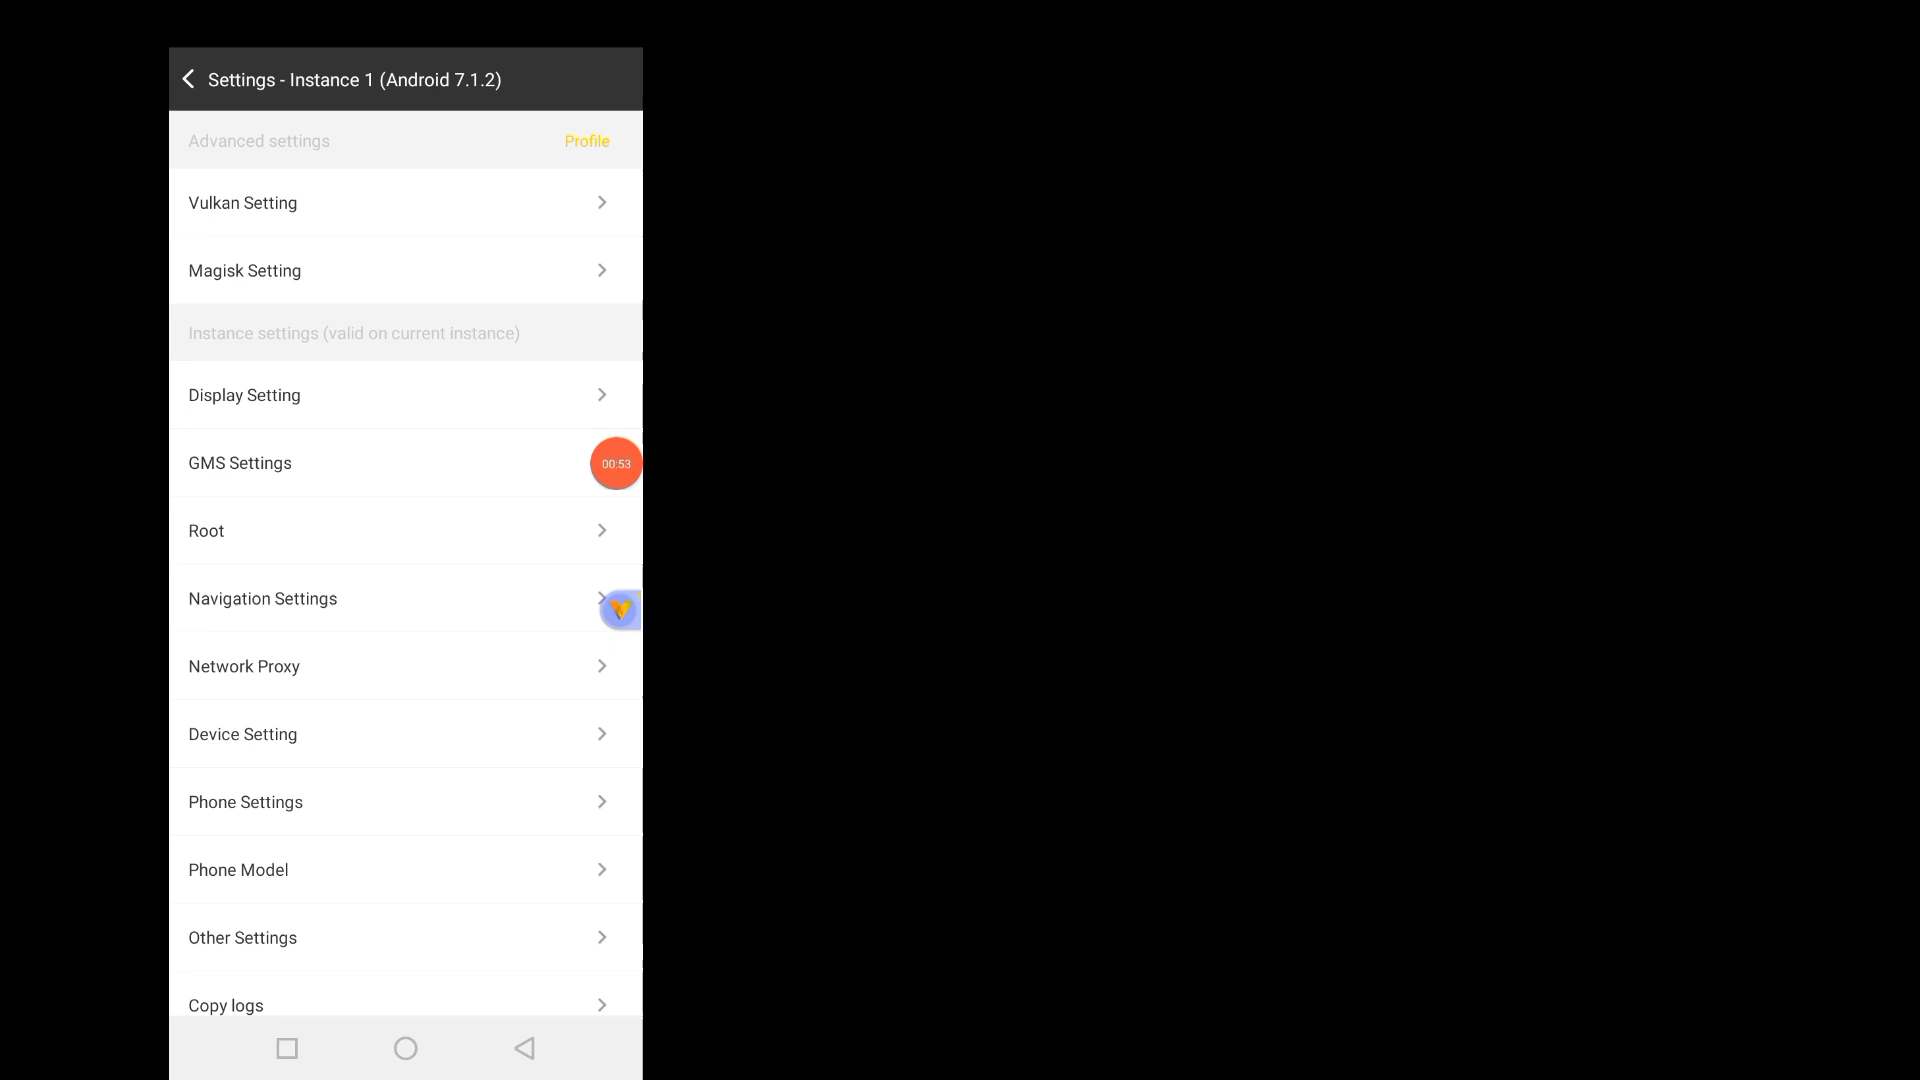 Settings - Instance 1 (Android 7.1.2)
Advanced settings Profile
Vulkan Setting
Magisk Setting
Instance settings (valid on current instance)
Display Setting
GMS Settings 00:53
Root
Navigation Settings
Network Proxy
Device Setting
Phone Settings
Phone Model
Other Settings
Copy logs